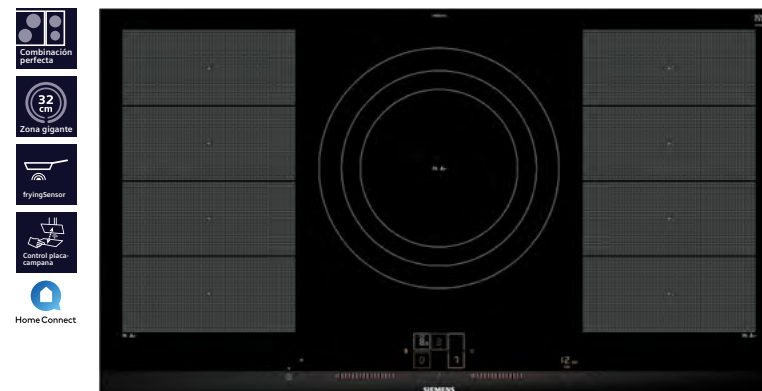 Combinación
perfecta
32
cm
Zona gigante
fryingSensor
Control placa-
campana
Home Connect
SIEMENS